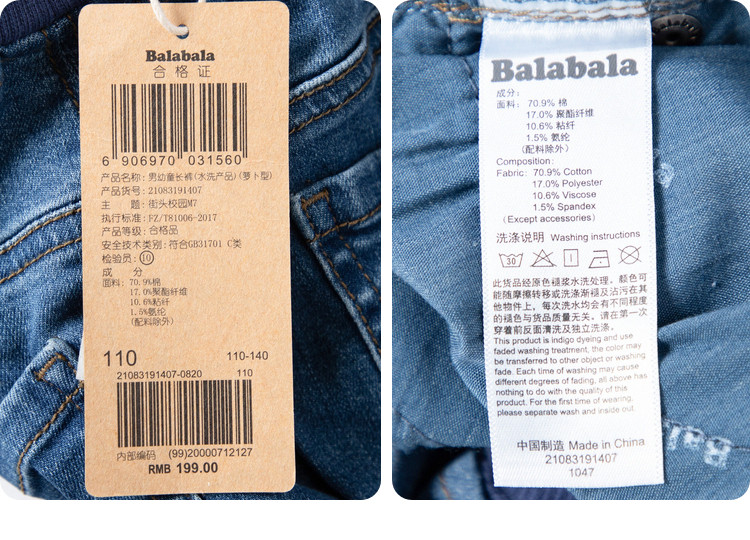 Balabala
合格证
6 906970 031560
产品名称: 男幼童长裤(水洗产品)(萝卜型)
产品货号: 21083191407
主 题: 街头校园M7
执行标准: FZ/T81006-2017
产品等级: 合格品
安全技术类别: 符合GB31701 C类
检验员: 10
成 分
面料: 70.9%棉
17.0%聚酯纤维
10.6%粘纤
1.5%氨纶
(配料除外)
110 110-140
21083191407-0820 110
内部编码 (99)20000712127
RMB 199.00
Balabala
成分:
面料: 70.9% 棉
17.0% 聚酯纤维
10.6% 粘纤
1.5% 氨纶
(配料除外)
Composition:
Fabric: 70.9% Cotton
17.0% Polyester
10.6% Viscose
1.5% Spandex
(Except accessories)
洗涤说明 Washing instructions
30
此货品经原色褪浆水洗处理。颜色可
能随摩擦转移或洗涤渐褪及沾污在其
他物件上，每次洗水均会有不同程度
的褪色与货品质量无关。请在第一次
穿着前反面清洗及独立洗涤。
This product is indigo dyeing and use
faded washing treatment, the color may
be transferred to other object or washing
fade. Each time of washing may cause
different degrees of fading, all above has
nothing to do with the quality of this
product. For the first time of wearing,
please separate wash and inside out.
中国制造 Made in China
21083191407
1047